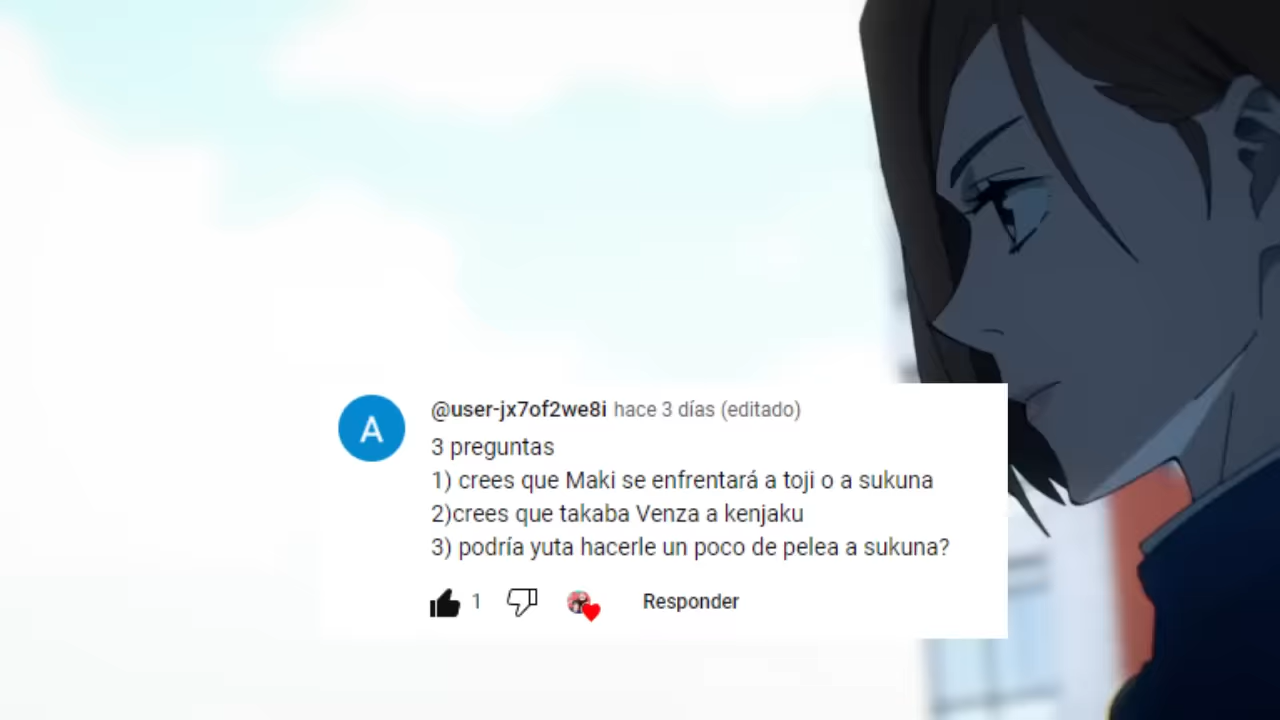 A
@user-jx7of2we8i hace 3 días (editado)
3 preguntas
1) crees que Maki se enfrentará a toji o a sukuna
2)crees que takaba Venza a kenjaku
3) podría yuta hacerle un poco de pelea a sukuna?
1 Responder